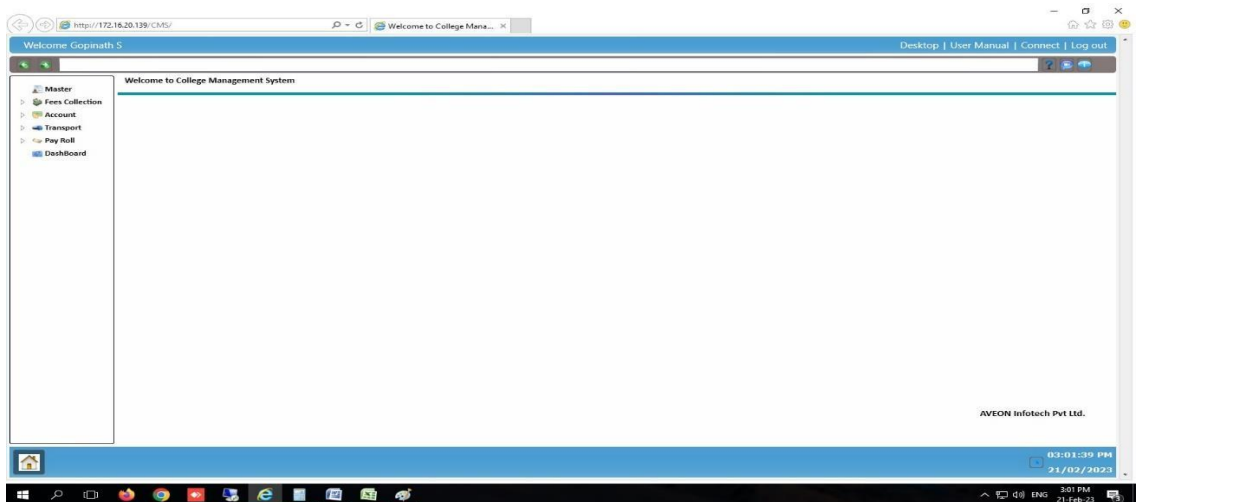 http://172.16.20.139/CMS/
Welcome to College Mana...
Welcome Gopinath S
Desktop | User Manual | Connect | Log out
Welcome to College Management System
Master
Fees Collection
Account
Transport
Pay Roll
DashBoard
AVEON Infotech Pvt Ltd.
03:01:39 PM
21/02/2023
ENG
3:01 PM
21-Feb-23